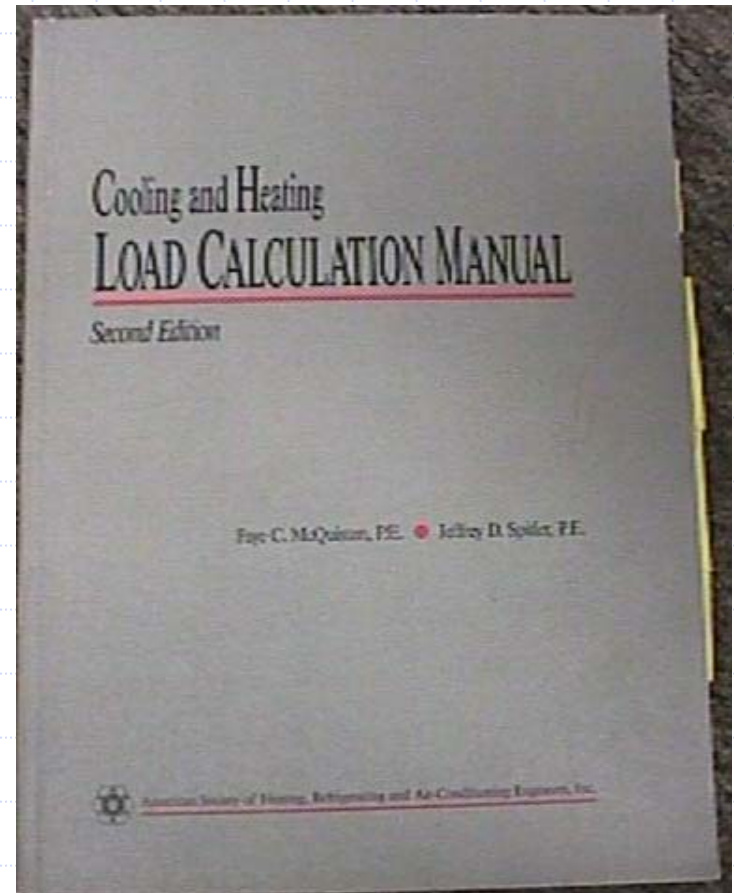 Cooling and Heating
LOAD CALCULATION MANUAL
Second Edition
Faye C. McQuiston, P.E. Jeffrey D. Spitler, P.E.
American Society of Heating, Refrigerating and Air-Conditioning Engineers, Inc.